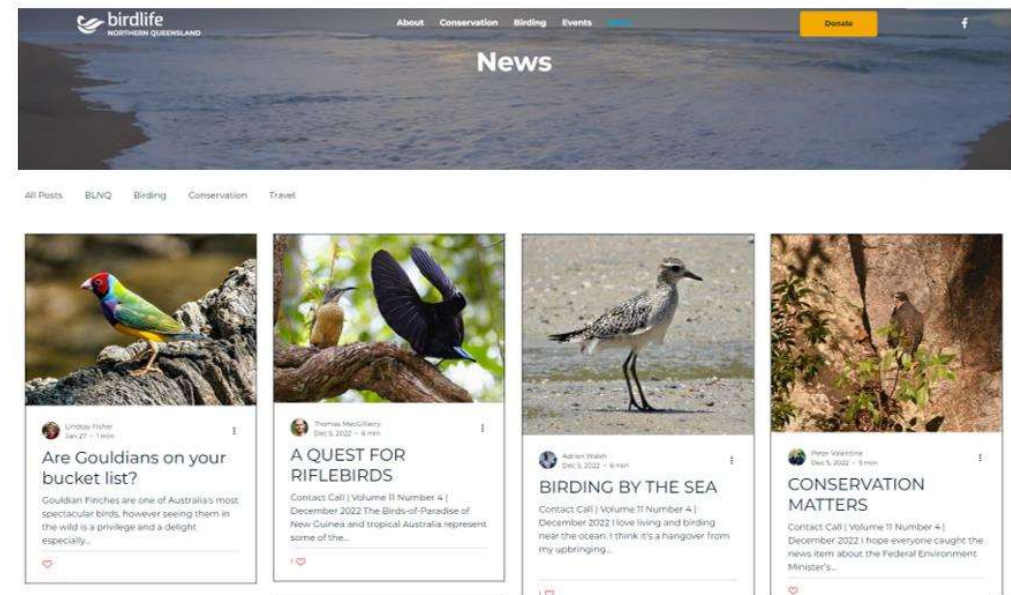 birdlife
NORTHERN QUEENSLAND
About Conservation Birding Events News
Donate
f
News
All Posts BLNQ Birding Conservation Travel
Lindsay Fisher
Jan 27 • 1 min
Are Gouldians on your
bucket list?
Gouldian Finches are one of Australia's most
spectacular birds, however seeing them in
the wild is a privilege and a delight
especially...
Thomas MacGillavry
Dec 5, 2022 • 6 min
A QUEST FOR
RIFLEBIRDS
Contact Call | Volume 11 Number 4 |
December 2022 The Birds-of-Paradise of
New Guinea and tropical Australia represent
some of the...
Adrian Walsh
Dec 5, 2022 • 6 min
BIRDING BY THE SEA
Contact Call | Volume 11 Number 4 |
December 2022 I love living and birding
near the ocean. I think it's a hangover from
my upbringing...
Peter Valentine
Dec 5, 2022 • 5 min
CONSERVATION
MATTERS
Contact Call | Volume 11 Number 4 |
December 2022 I hope everyone caught the
news item about the Federal Environment
Minister's...